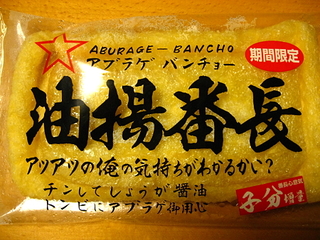 ABURAGE-BANCHO
アブラゲ バンチョー
期間限定
油揚番長
アツアツの俺の気持ちがわかるかい?
チンしてしょうが醤油
トンビにアブラゲ御用心
子分増量